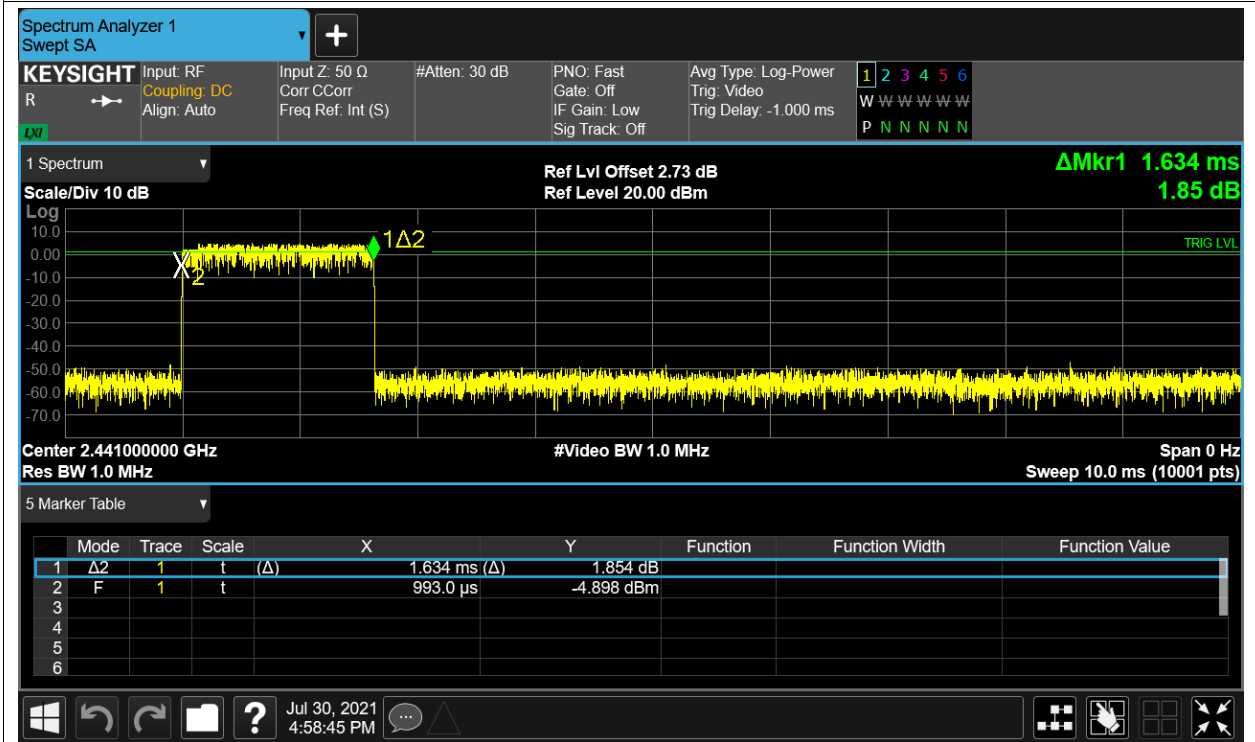 Spectrum Analyzer 1
Swept SA
+
KEYSIGHT Input: RF Input Z: 50 Ω #Atten: 30 dB PNO: Fast Avg Type: Log-Power 1 2 3 4 5 6
R Coupling: DC Corr CCorr Gate: Off Trig: Video W W W W W W
Align: Auto Freq Ref: Int (S) IF Gain: Low Trig Delay: -1.000 ms
LXI Sig Track: Off P N N N N N
1 Spectrum Ref Lvl Offset 2.73 dB ΔMkr1 1.634 ms
Scale/Div 10 dB Ref Level 20.00 dBm 1.85 dB
Log
10.0
1Δ2
0.00 TRIG LVL
-10.0 2
-20.0
-30.0
-40.0
-50.0
-60.0
-70.0
Center 2.441000000 GHz #Video BW 1.0 MHz Span 0 Hz
Res BW 1.0 MHz Sweep 10.0 ms (10001 pts)
5 Marker Table
Mode Trace Scale X Y Function Function Width Function Value
1 Δ2 1 t (Δ) 1.634 ms (Δ) 1.854 dB
2 F 1 t 993.0 µs -4.898 dBm
3
4
5
6
? Jul 30, 2021
4:58:45 PM